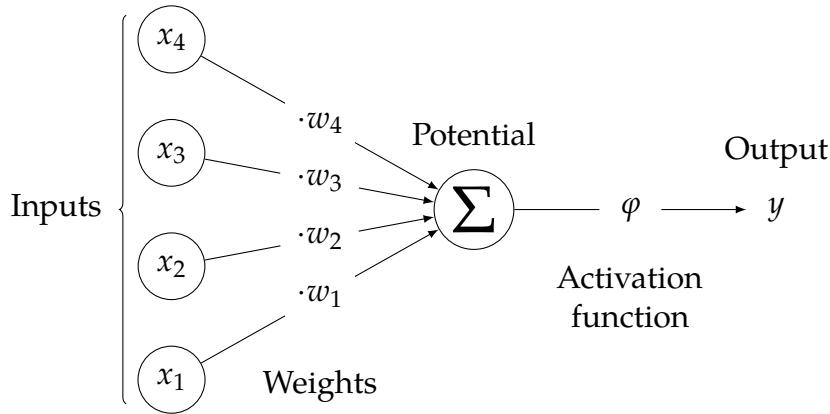 x₄
·w₄
Potential
x₃
·w₃
Output
Inputs
Σ
φ
y
·w₂
x₂
Activation
function
·w₁
x₁
Weights